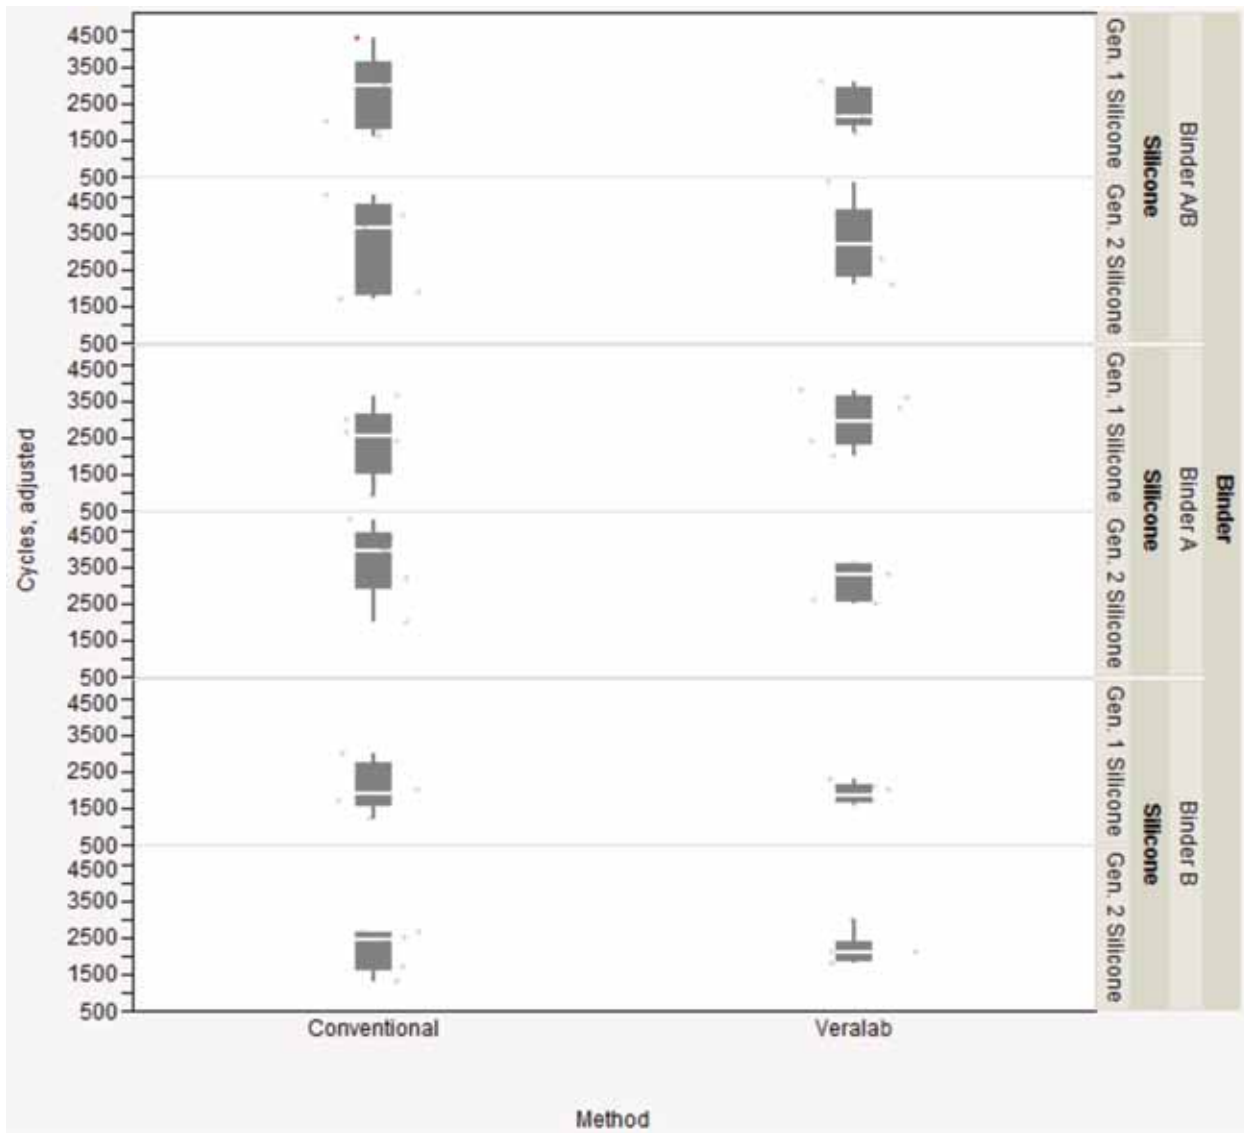 4500
3500
2500
1500
500
4500
3500
2500
1500
500
4500
3500
2500
1500
500
4500
3500
2500
1500
500
4500
3500
2500
1500
500
4500
3500
2500
1500
500
Cycles, adjusted
Conventional
Veralab
Method
Gen. 1 Silicone
Gen. 2 Silicone
Gen. 1 Silicone
Gen. 2 Silicone
Gen. 1 Silicone
Gen. 2 Silicone
Silicone
Silicone
Silicone
Binder A/B
Binder A
Binder B
Binder